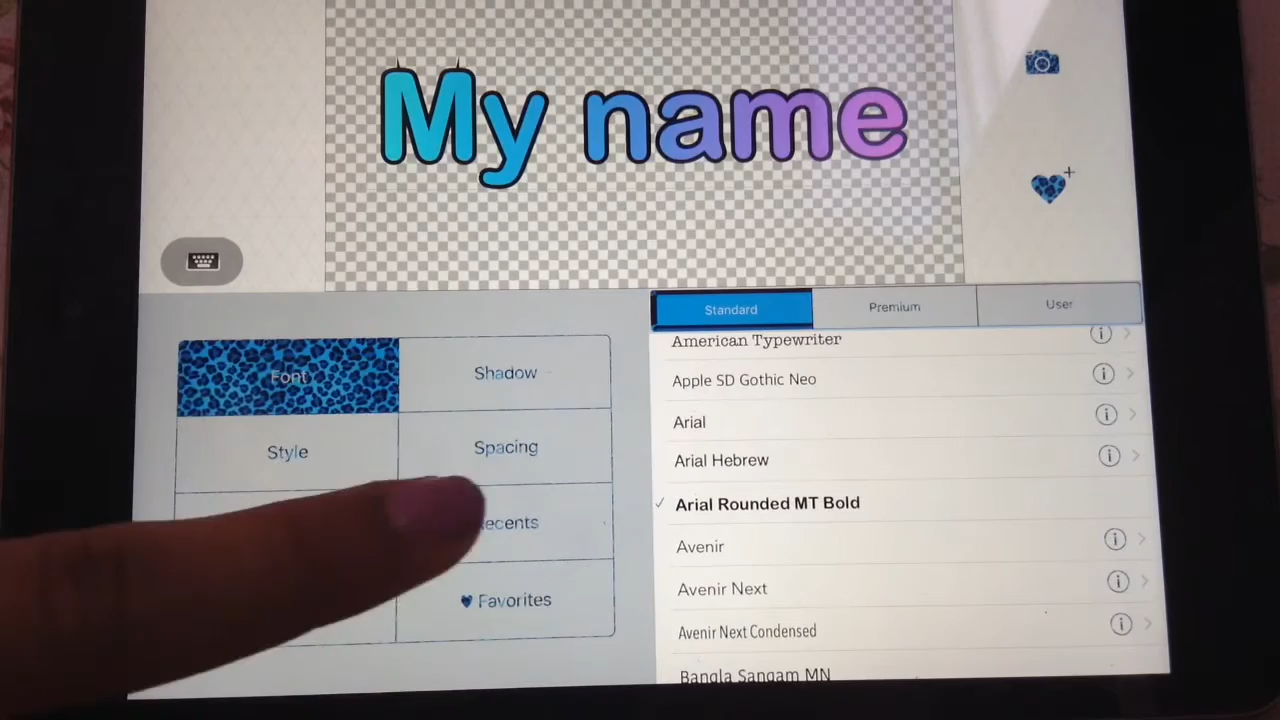 My name
Standard
Premium
User
Font
Shadow
Style
Spacing
Favorites
American Typewriter
Apple SD Gothic Neo
Arial
Arial Hebrew
✓ Arial Rounded MT Bold
Avenir
Avenir Next
Avenir Next Condensed
Bangla Sangam MN